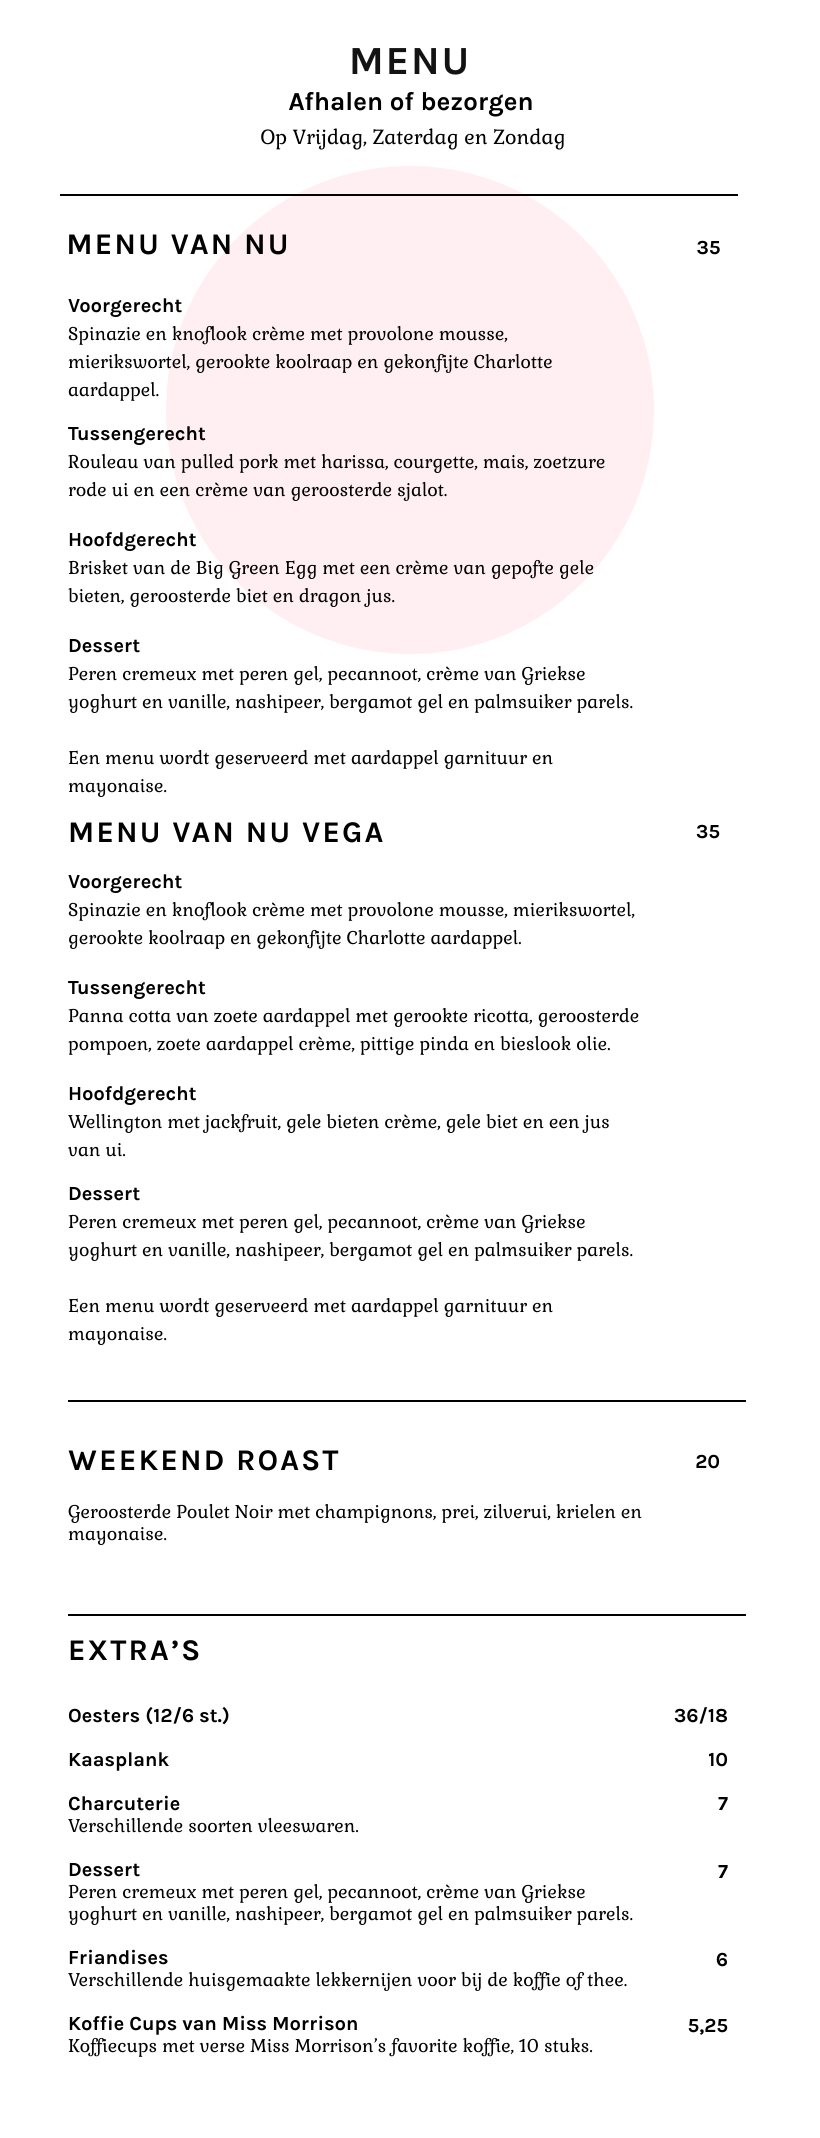 MENU
Afhalen of bezorgen
Op Vrijdag, Zaterdag en Zondag
MENU VAN NU 35
Voorgerecht
Spinazie en knoflook crème met provolone mousse,
mierikswortel, gerookte koolraap en gekonfijte Charlotte
aardappel.
Tussengerecht
Rouleau van pulled pork met harissa, courgette, mais, zoetzure
rode ui en een crème van geroosterde sjalot.
Hoofdgerecht
Brisket van de Big Green Egg met een crème van gepofte gele
bieten, geroosterde biet en dragon jus.
Dessert
Peren cremeux met peren gel, pecannoot, crème van Griekse
yoghurt en vanille, nashipeer, bergamot gel en palmsuiker parels.
Een menu wordt geserveerd met aardappel garnituur en
mayonaise.
MENU VAN NU VEGA 35
Voorgerecht
Spinazie en knoflook crème met provolone mousse, mierikswortel,
gerookte koolraap en gekonfijte Charlotte aardappel.
Tussengerecht
Panna cotta van zoete aardappel met gerookte ricotta, geroosterde
pompoen, zoete aardappel crème, pittige pinda en bieslook olie.
Hoofdgerecht
Wellington met jackfruit, gele bieten crème, gele biet en een jus
van ui.
Dessert
Peren cremeux met peren gel, pecannoot, crème van Griekse
yoghurt en vanille, nashipeer, bergamot gel en palmsuiker parels.
Een menu wordt geserveerd met aardappel garnituur en
mayonaise.
WEEKEND ROAST 20
Geroosterde Poulet Noir met champignons, prei, zilverui, krielen en
mayonaise.
EXTRA’S
Oesters (12/6 st.) 36/18
Kaasplank 10
Charcuterie 7
Verschillende soorten vleeswaren.
Dessert 7
Peren cremeux met peren gel, pecannoot, crème van Griekse
yoghurt en vanille, nashipeer, bergamot gel en palmsuiker parels.
Friandises 6
Verschillende huisgemaakte lekkernijen voor bij de koffie of thee.
Koffie Cups van Miss Morrison 5,25
Koffiecups met verse Miss Morrison’s favorite koffie, 10 stuks.